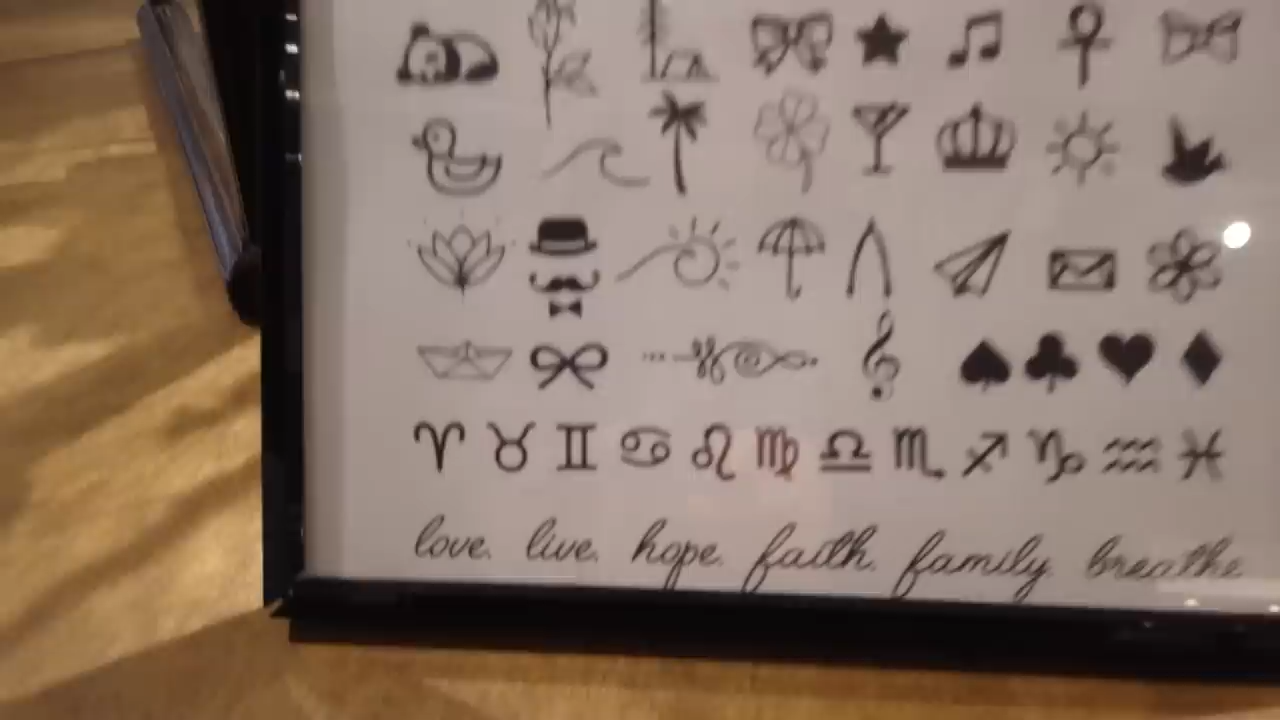 ♈ ♉ ♊ ♋ ♌ ♍ ♎ ♏ ♐ ♑ ♒ ♓
love. live. hope. faith. family. breathe